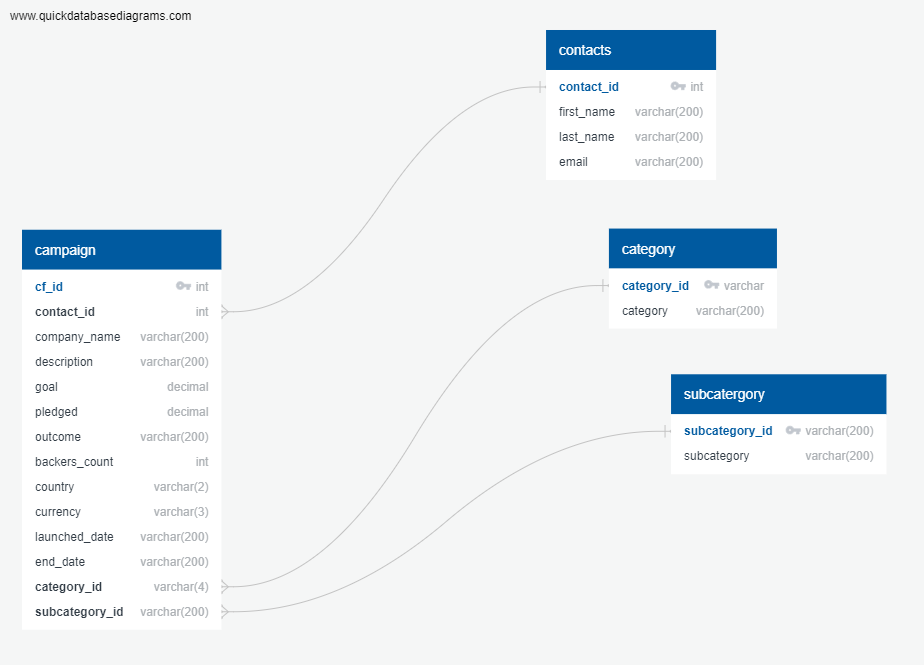 www.quickdatabasediagrams.com
contacts
contact_id int
first_name varchar(200)
last_name varchar(200)
email varchar(200)
campaign
cf_id int
contact_id int
company_name varchar(200)
description varchar(200)
goal decimal
pledged decimal
outcome varchar(200)
backers_count int
country varchar(2)
currency varchar(3)
launched_date varchar(200)
end_date varchar(200)
category_id varchar(4)
subcategory_id varchar(200)
category
category_id varchar
category varchar(200)
subcatergory
subcategory_id varchar(200)
subcategory varchar(200)